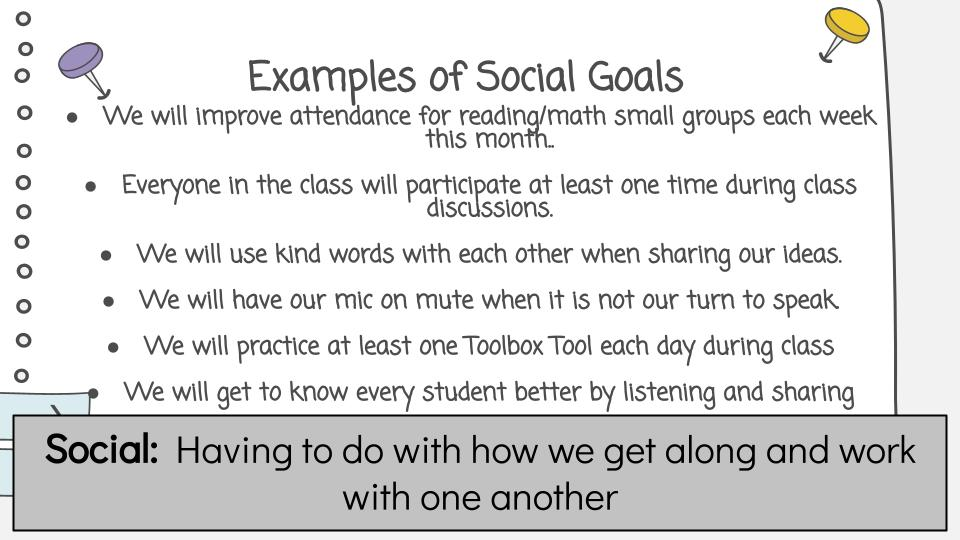 Examples of Social Goals
● We will improve attendance for reading/math small groups each week
this month..
● Everyone in the class will participate at least one time during class
discussions.
● We will use kind words with each other when sharing our ideas.
● We will have our mic on mute when it is not our turn to speak.
● We will practice at least one Toolbox Tool each day during class
● We will get to know every student better by listening and sharing
Social: Having to do with how we get along and work
with one another